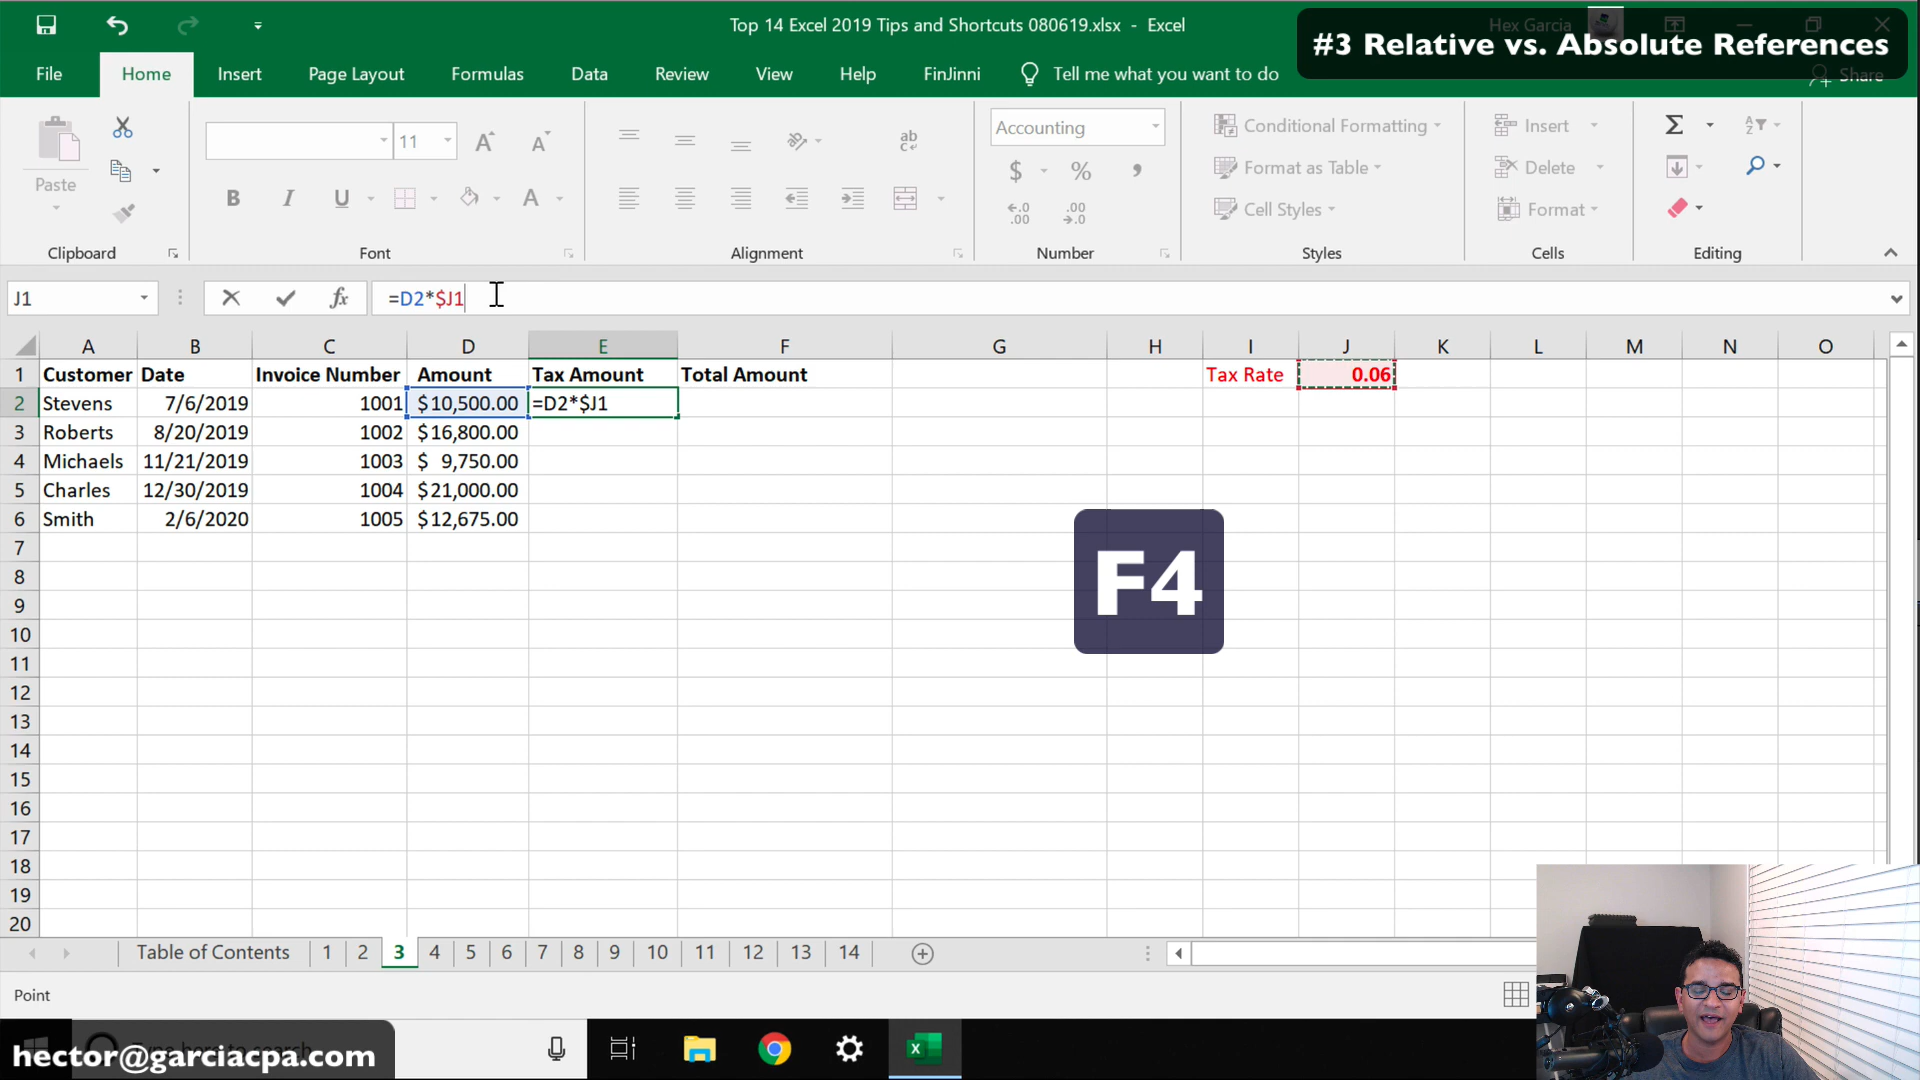 Top 14 Excel 2019 Tips and Shortcuts 080619.xlsx - Excel
Hex Garcia
#3 Relative vs. Absolute References
File Home Insert Page Layout Formulas Data Review View Help FinJinni Tell me what you want to do
Share
Paste
11
B I U A
ab
c
Accounting
$ % ,
Conditional Formatting
Format as Table
Cell Styles
Insert
Delete
Format
Clipboard Font Alignment Number Styles Cells Editing
J1 fx =D2*$J1
A B C D E F G H I J K L M N O
1 Customer Date Invoice Number Amount Tax Amount Total Amount Tax Rate 0.06
2 Stevens 7/6/2019 1001 $10,500.00 =D2*$J1
3 Roberts 8/20/2019 1002 $16,800.00
4 Michaels 11/21/2019 1003 $ 9,750.00
5 Charles 12/30/2019 1004 $21,000.00
6 Smith 2/6/2020 1005 $12,675.00
7
8
9
10
11
12
13
14
15
16
17
18
19
20
F4
Table of Contents 1 2 3 4 5 6 7 8 9 10 11 12 13 14
Point
hector@garciacpa.com